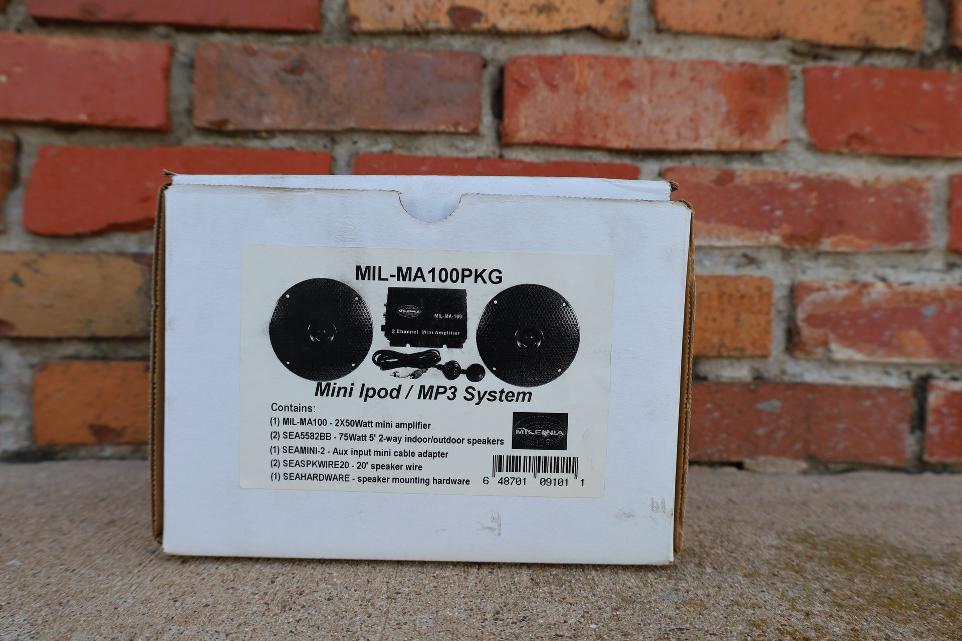 MIL-MA100PKG
MILENNIA
MIL-MA-100
2 Channel Mini Amplifier
Mini Ipod / MP3 System
Contains:
(1) MIL-MA100 - 2X50Watt mini amplifier
(2) SEA5582BB - 75Watt 5' 2-way indoor/outdoor speakers
(1) SEAMINI-2 - Aux input mini cable adapter
(2) SEASPKWIRE20 - 20' speaker wire
(1) SEAHARDWARE - speaker mounting hardware
MILENNIA
6 48701 09101 1